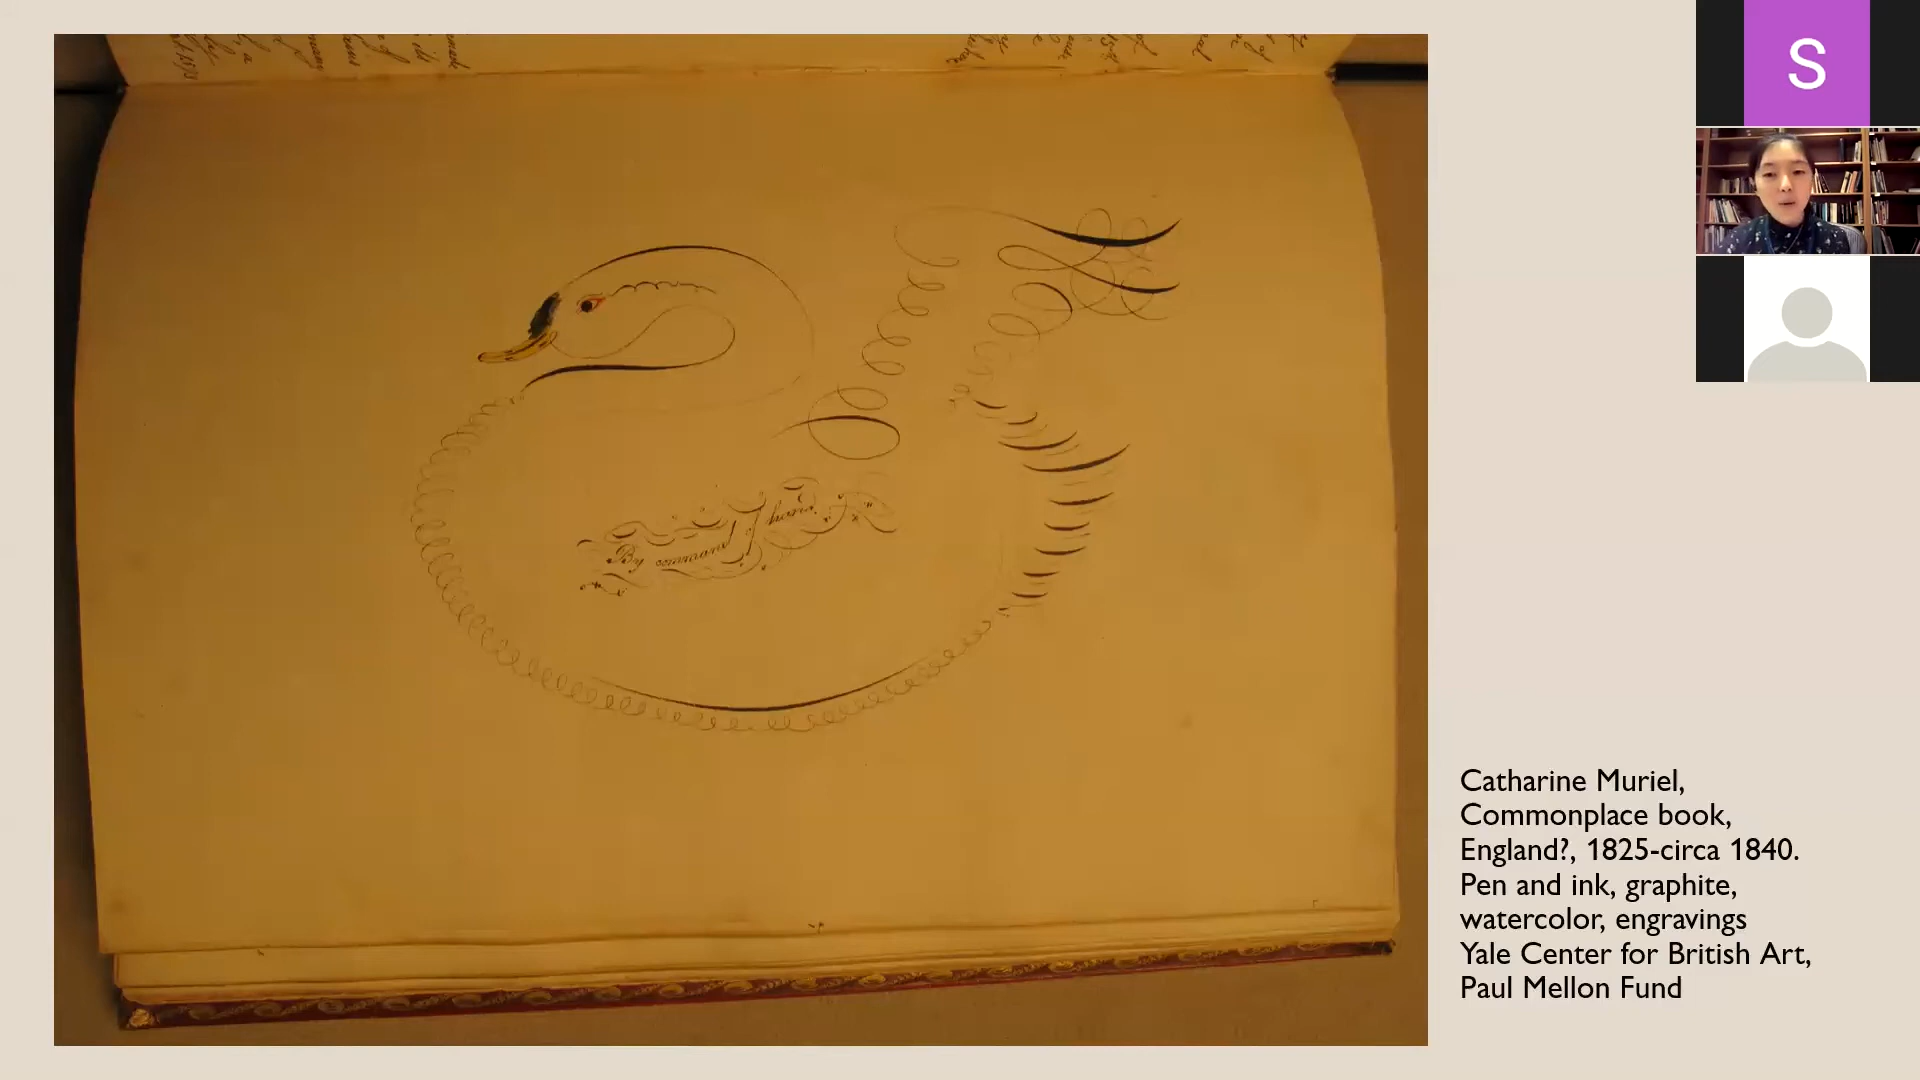 By command of hand
S
Catharine Muriel,
Commonplace book,
England?, 1825-circa 1840.
Pen and ink, graphite,
watercolor, engravings
Yale Center for British Art,
Paul Mellon Fund